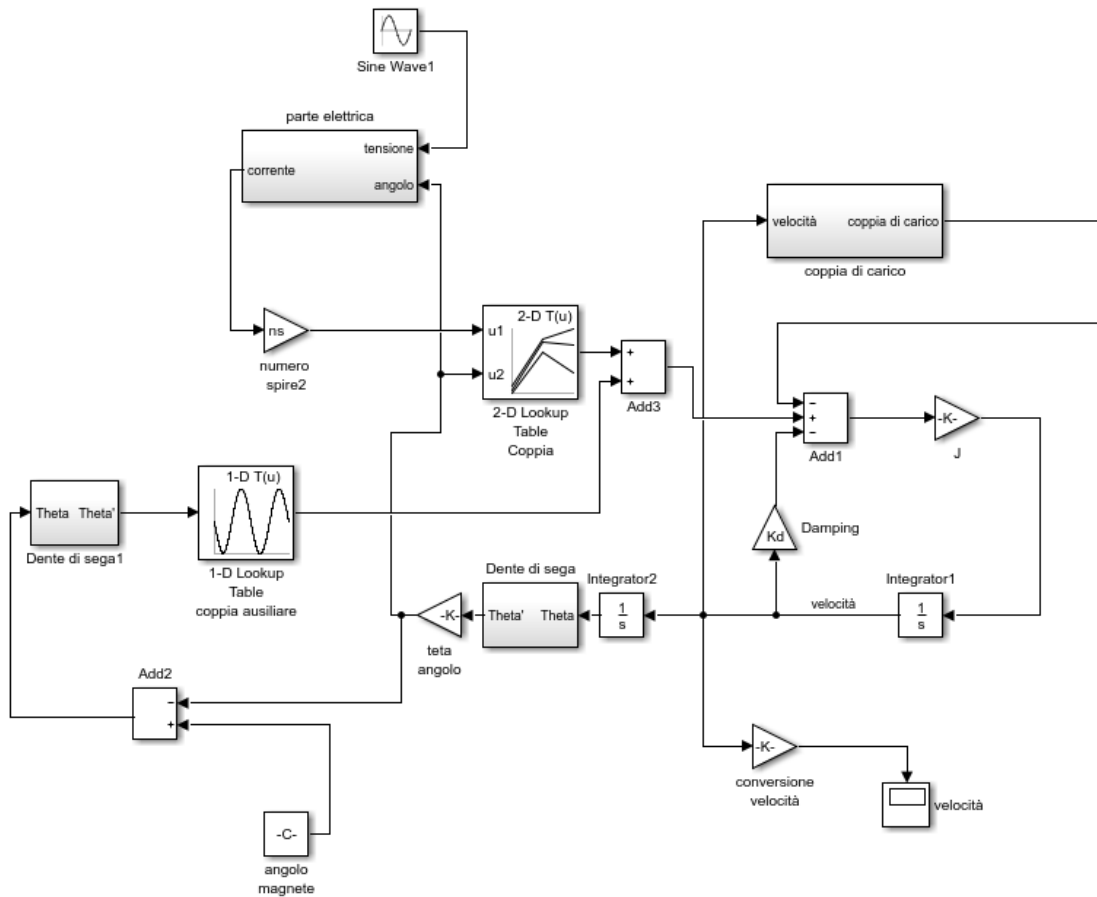 Sine Wave1
parte elettrica
tensione
corrente
angolo
velocità coppia di carico
coppia di carico
ns
numero
spire2
2-D T(u)
u1
u2
2-D Lookup
Table
Coppia
+
+
Add3
−
+
−
Add1
-K-
J
Theta Theta'
Dente di sega1
1-D T(u)
1-D Lookup
Table
coppia ausiliare
Kd
Damping
Dente di sega
Theta' Theta
Integrator2
1
s
velocità
Integrator1
1
s
-K-
teta
angolo
Add2
−
+
-K-
conversione
velocità
velocità
-C-
angolo
magnete